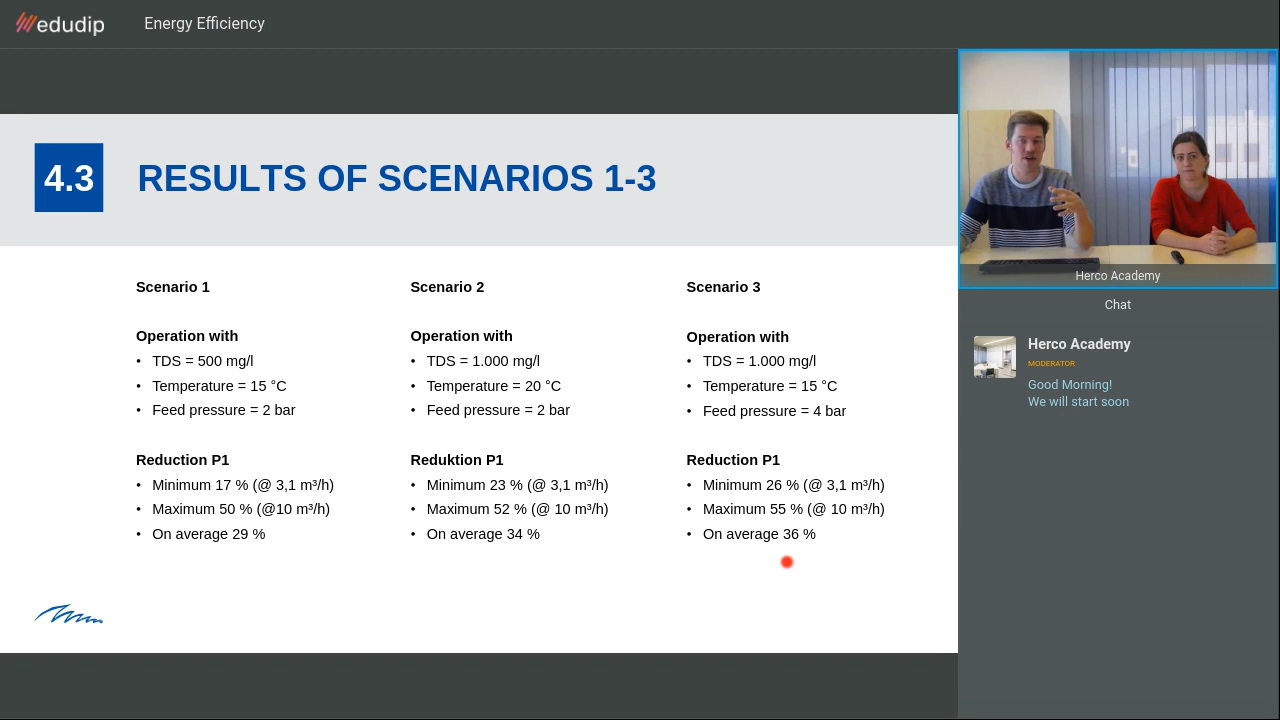 edudip
Energy Efficiency
4.3
RESULTS OF SCENARIOS 1-3
Scenario 1
Operation with
• TDS = 500 mg/l
• Temperature = 15 °C
• Feed pressure = 2 bar
Reduction P1
• Minimum 17 % (@ 3,1 m³/h)
• Maximum 50 % (@10 m³/h)
• On average 29 %
Scenario 2
Operation with
• TDS = 1.000 mg/l
• Temperature = 20 °C
• Feed pressure = 2 bar
Reduktion P1
• Minimum 23 % (@ 3,1 m³/h)
• Maximum 52 % (@ 10 m³/h)
• On average 34 %
Scenario 3
Operation with
• TDS = 1.000 mg/l
• Temperature = 15 °C
• Feed pressure = 4 bar
Reduction P1
• Minimum 26 % (@ 3,1 m³/h)
• Maximum 55 % (@ 10 m³/h)
• On average 36 %
Herco Academy
Chat
Herco Academy
MODERATOR
Good Morning!
We will start soon